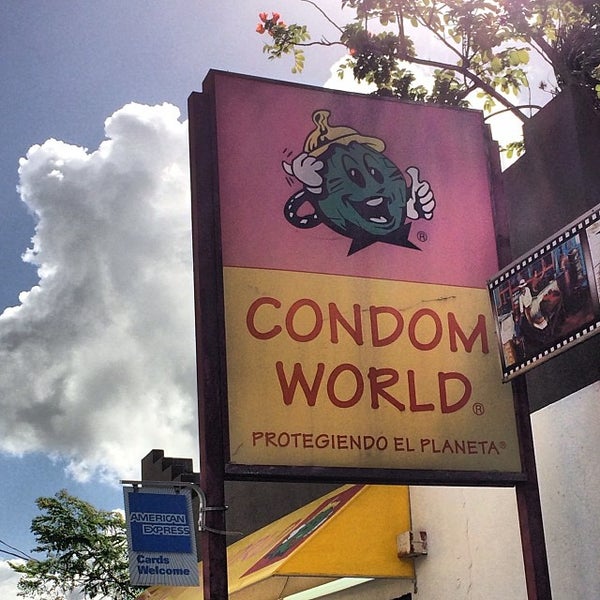 ®
CONDOM
WORLD®
PROTEGIENDO EL PLANETA®
AMERICAN
EXPRESS
Cards
Welcome